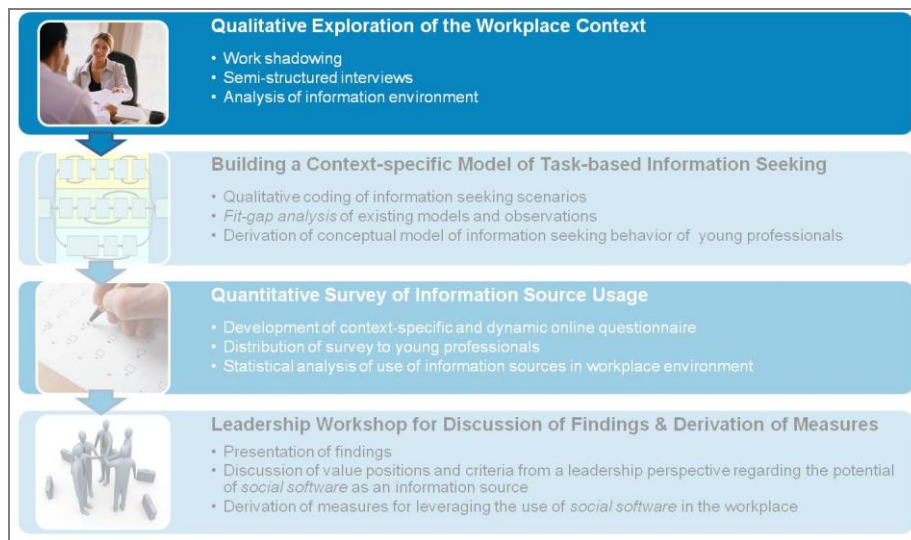 Qualitative Exploration of the Workplace Context
• Work shadowing
• Semi-structured interviews
• Analysis of information environment
Building a Context-specific Model of Task-based Information Seeking
• Qualitative coding of information seeking scenarios
• Fit-gap analysis of existing models and observations
• Derivation of conceptual model of information seeking behavior of young professionals
Quantitative Survey of Information Source Usage
• Development of context-specific and dynamic online questionnaire
• Distribution of survey to young professionals
• Statistical analysis of use of information sources in workplace environment
Leadership Workshop for Discussion of Findings & Derivation of Measures
• Presentation of findings
• Discussion of value positions and criteria from a leadership perspective regarding the potential
of social software as an information source
• Derivation of measures for leveraging the use of social software in the workplace